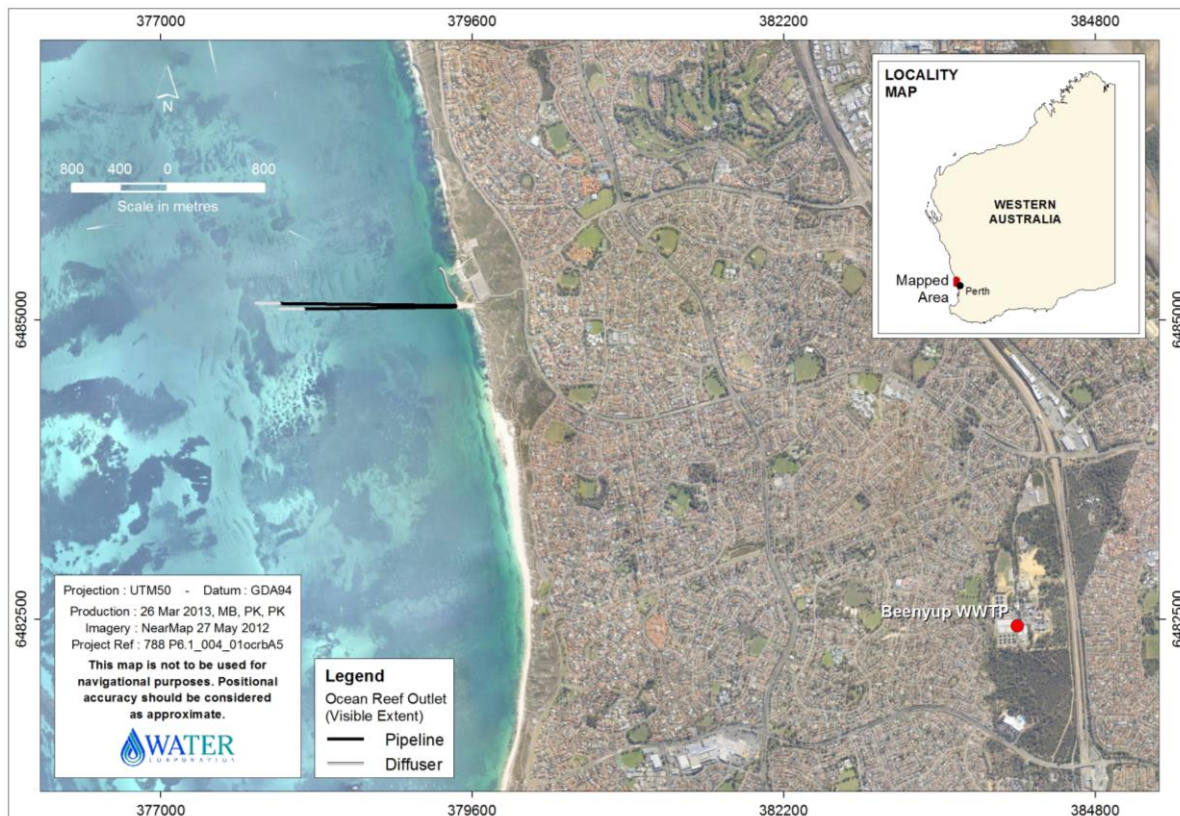 377000
379600
382200
384800
N
800 400 0 800
Scale in metres
LOCALITY
MAP
WESTERN
AUSTRALIA
Mapped
Area
Perth
6485000
6485000
6482500
6482500
Beenyup WWTP
Projection : UTM50 - Datum : GDA94
Production : 26 Mar 2013, MB, PK, PK
Imagery : NearMap 27 May 2012
Project Ref : 788 P6.1_004_01ocrbA5
This map is not to be used for
navigational purposes. Positional
accuracy should be considered
as approximate.
WATER
CORPORATION
Legend
Ocean Reef Outlet
(Visible Extent)
Pipeline
Diffuser
377000
379600
382200
384800